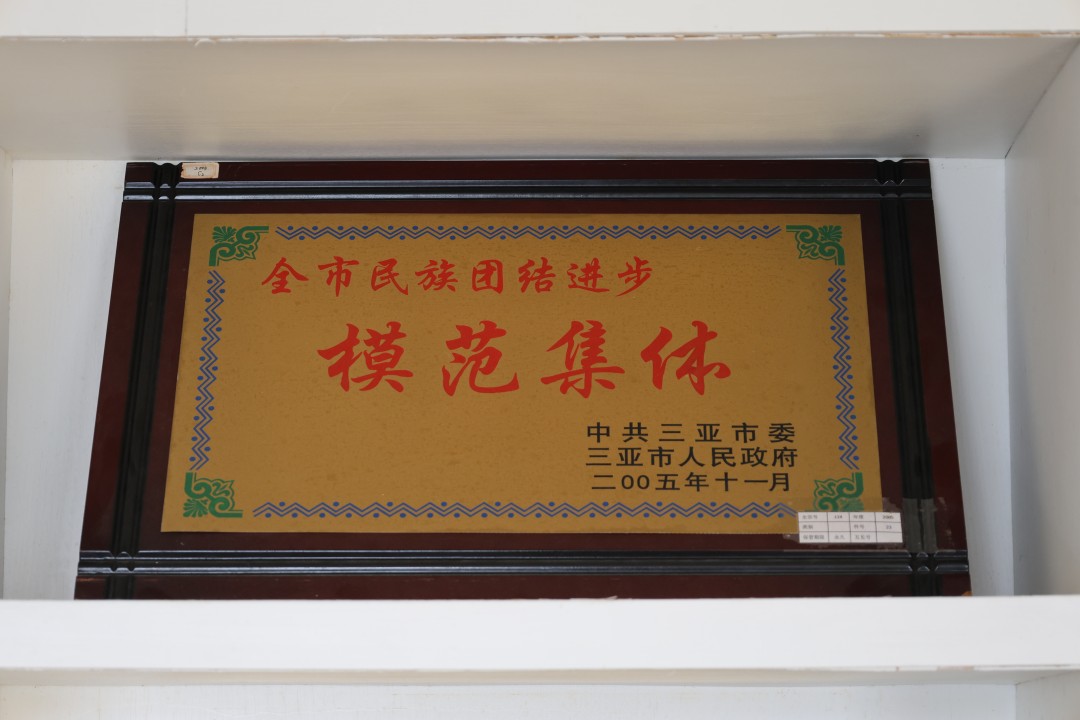 全市民族团结进步
模范集体
中共三亚市委
三亚市人民政府
二00五年十一月